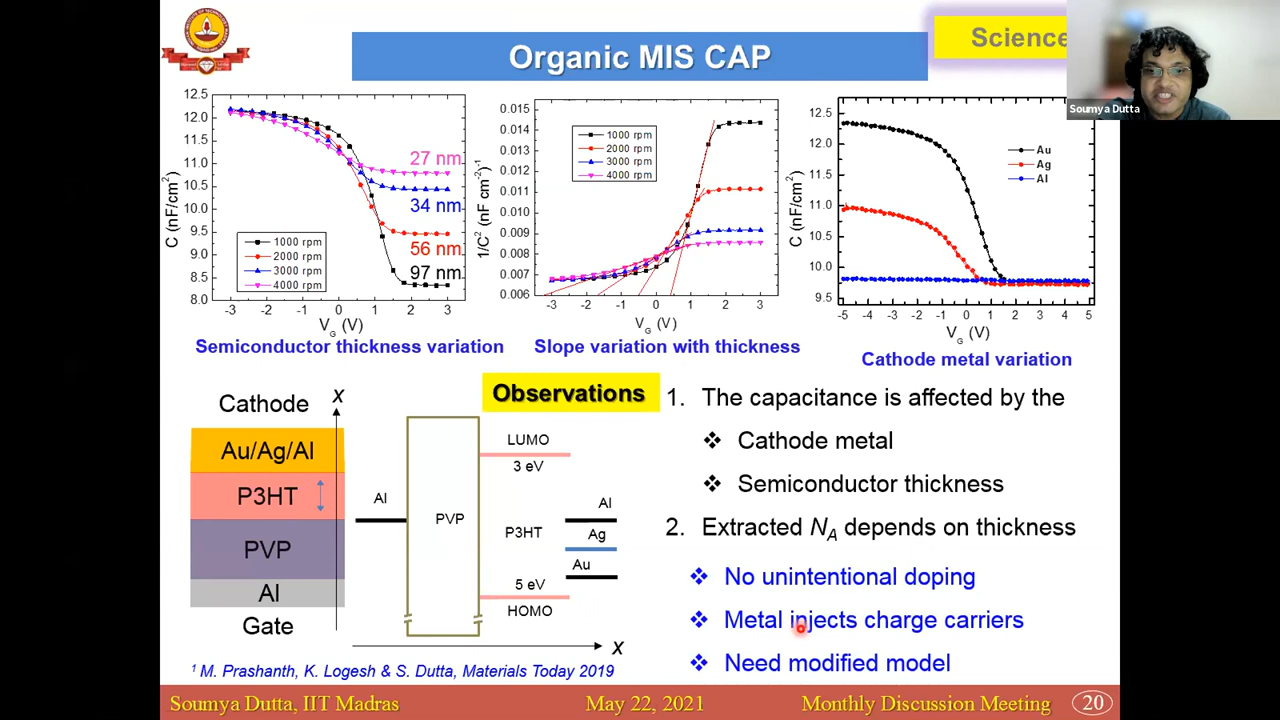 Organic MIS CAP
Science
Soumya Dutta
12.5
12.0
11.5
11.0
10.5
10.0
9.5
9.0
8.5
8.0
C (nF/cm²)
27 nm
34 nm
56 nm
97 nm
1000 rpm
2000 rpm
3000 rpm
4000 rpm
-3 -2 -1 0 1 2 3
V_G (V)
Semiconductor thickness variation
0.015
0.014
0.013
0.011
0.010
0.009
0.007
0.006
1/C² (nF cm⁻²)⁻¹
1000 rpm
2000 rpm
3000 rpm
4000 rpm
-3 -2 -1 0 1 2 3
V_G (V)
Slope variation with thickness
12.5
12.0
11.0
10.5
10.0
9.5
C (nF/cm²)
Au
Ag
Al
-5 -4 -3 -2 -1 0 1 2 3 4 5
V_G (V)
Cathode metal variation
Cathode
x
Au/Ag/Al
P3HT
PVP
Al
Gate
Al
PVP
LUMO
3 eV
P3HT
Al
Ag
Au
5 eV
HOMO
x
¹ M. Prashanth, K. Logesh & S. Dutta, Materials Today 2019
Observations
1. The capacitance is affected by the
❖ Cathode metal
❖ Semiconductor thickness
2. Extracted N_A depends on thickness
❖ No unintentional doping
❖ Metal injects charge carriers
❖ Need modified model
Soumya Dutta, IIT Madras
May 22, 2021
Monthly Discussion Meeting
20